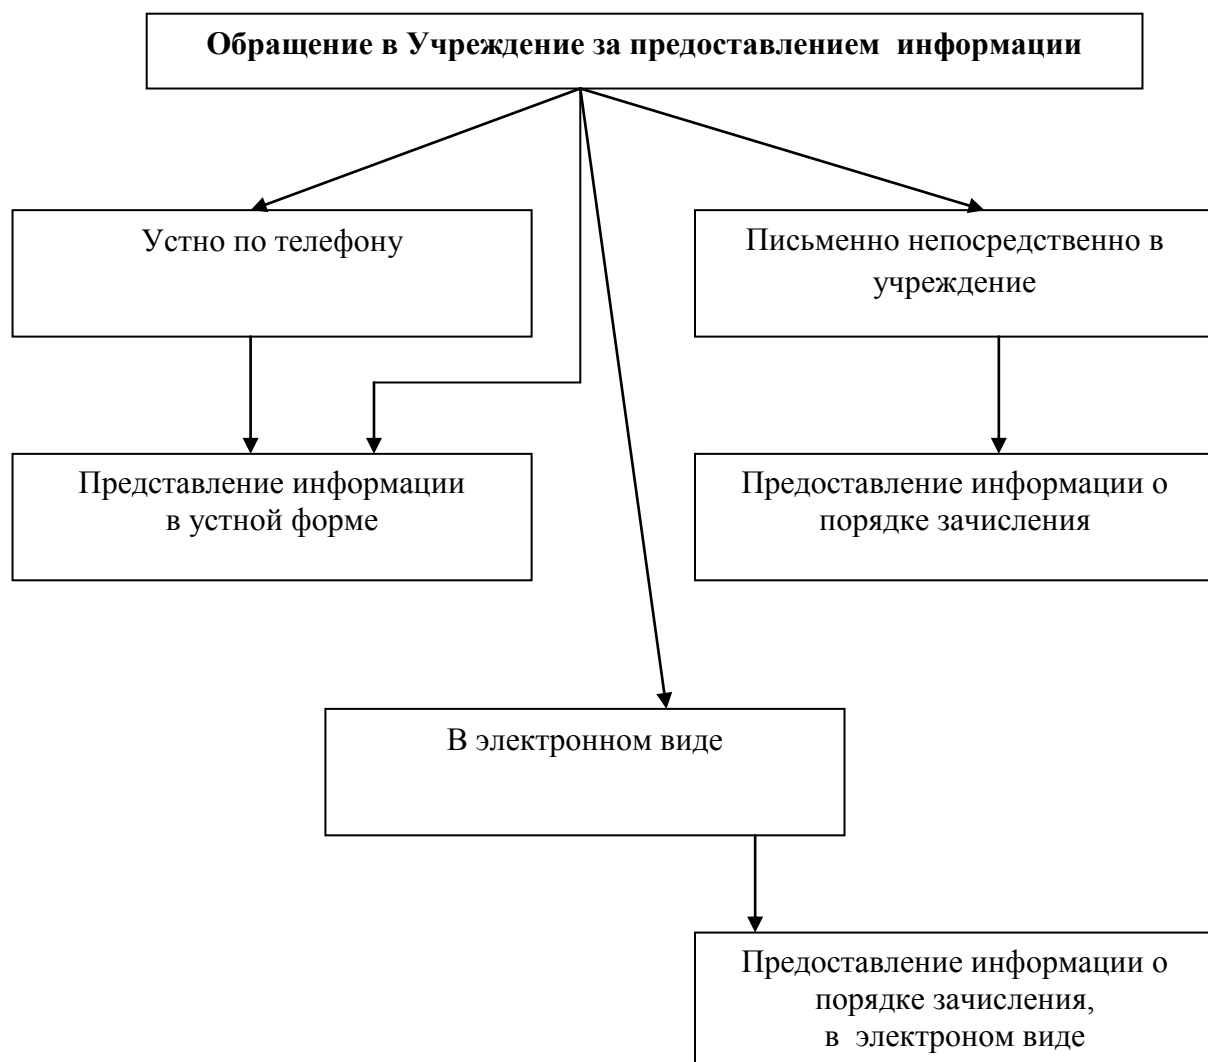 Обращение в Учреждение за предоставлением  информации
Устно по телефону
Письменно непосредственно в
учреждение
Представление информации
в устной форме
Предоставление информации о
порядке зачисления
В электронном виде
Предоставление информации о
порядке зачисления,
в  электроном виде